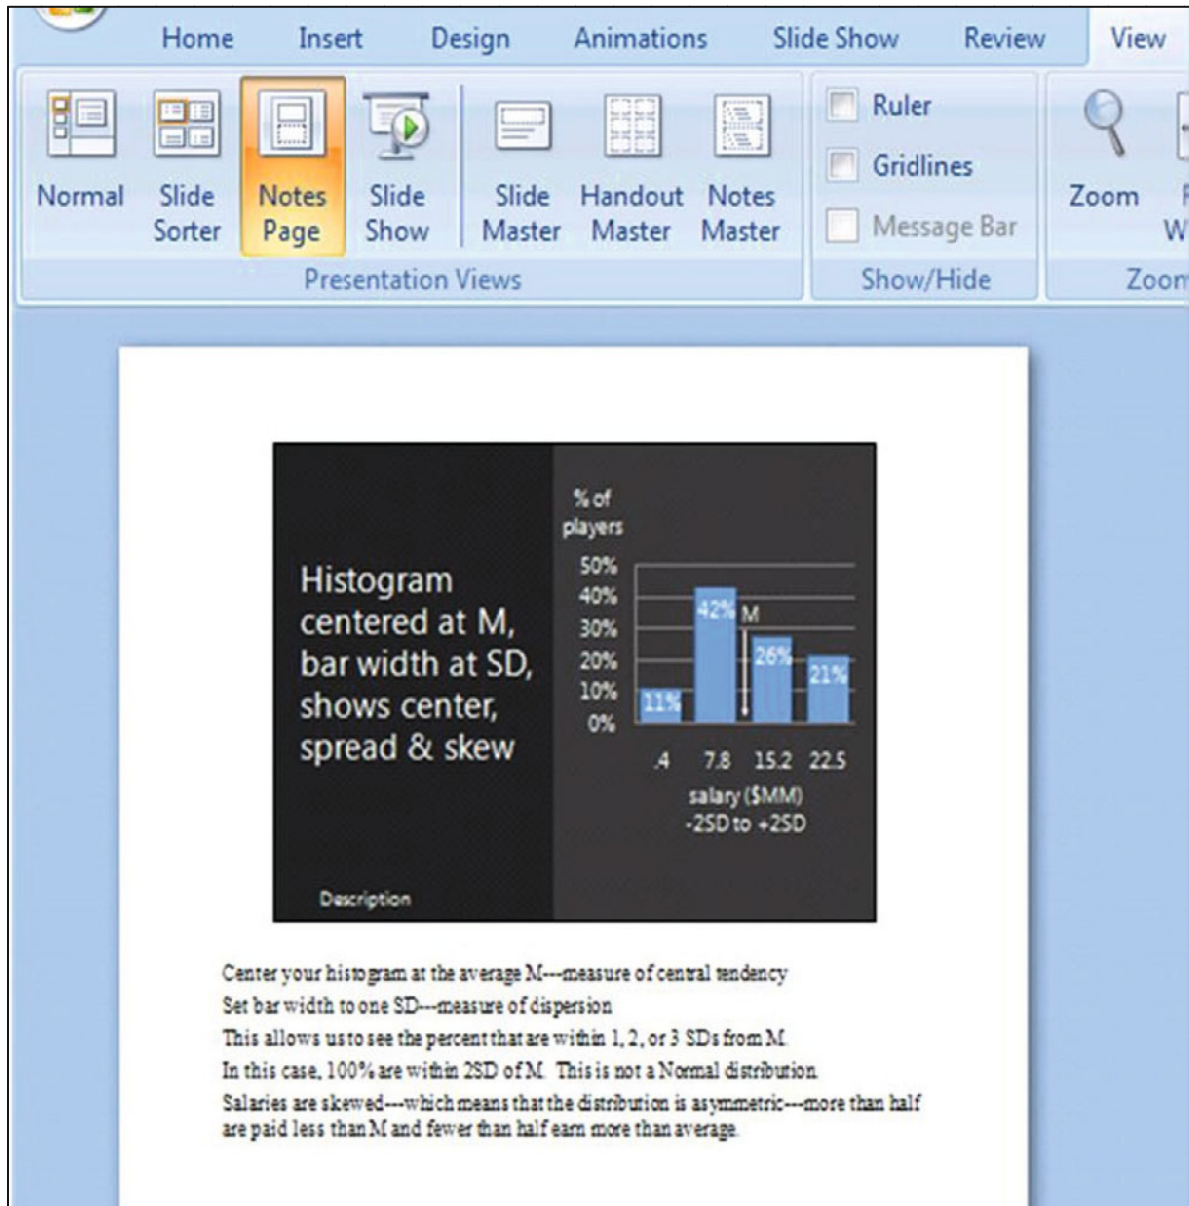 Home Insert Design Animations Slide Show Review View
Normal Slide Sorter Notes Page Slide Show Slide Master Handout Master Notes Master
Ruler
Gridlines
Message Bar
Zoom
Presentation Views Show/Hide
% of
players
Histogram
centered at M,
bar width at SD,
shows center,
spread & skew
50%
40%
30%
20%
10%
0%
11%
42%
M
26%
21%
.4 7.8 15.2 22.5
salary ($MM)
-2SD to +2SD
Description
Center your histogram at the average M---measure of central tendency
Set bar width to one SD---measure of dispersion
This allows us to see the percent that are within 1, 2, or 3 SDs from M.
In this case, 100% are within 2SD of M. This is not a Normal distribution.
Salaries are skewed---which means that the distribution is asymmetric---more than half
are paid less than M and fewer than half earn more than average.